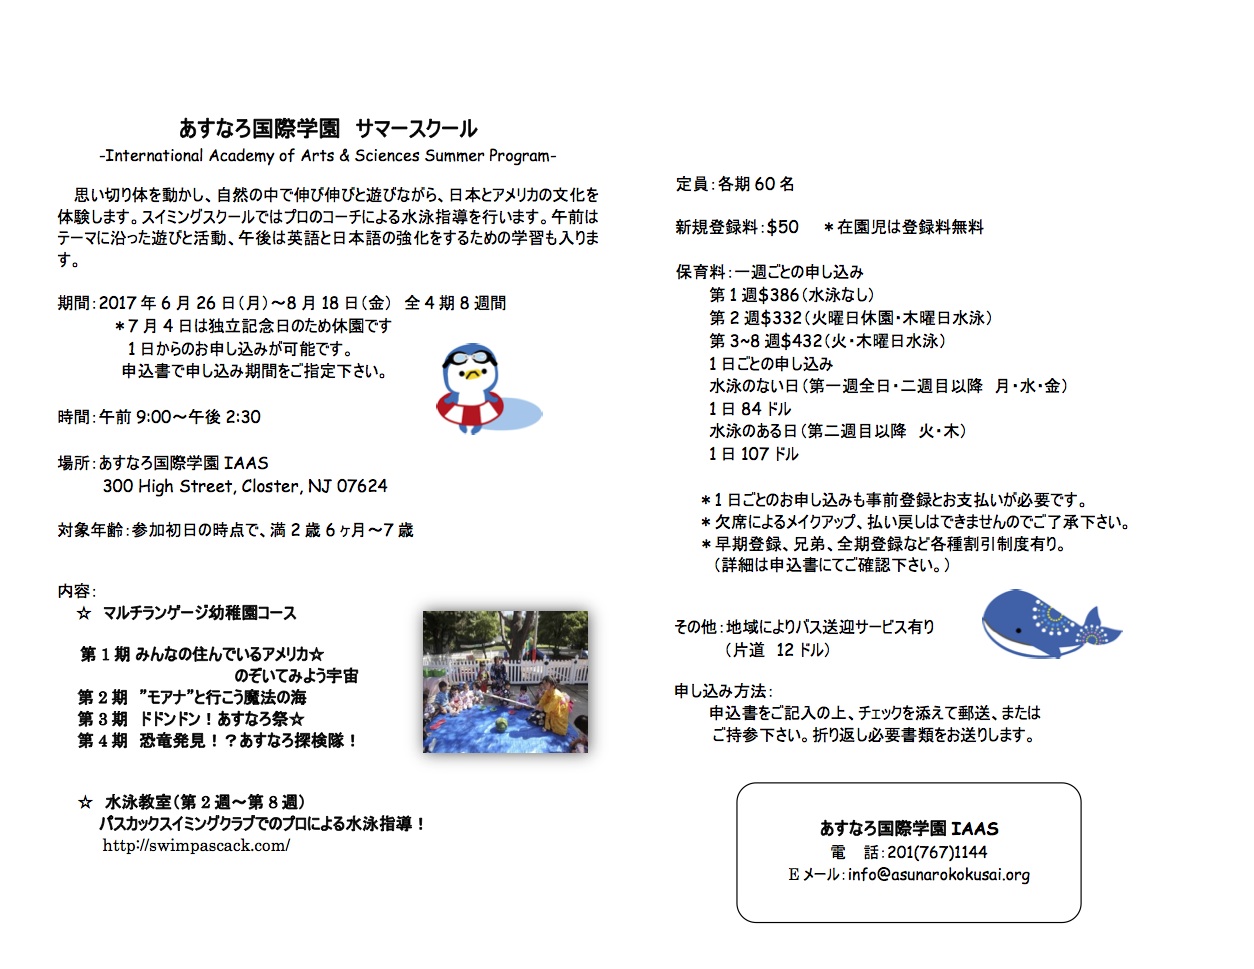 あすなろ国際学園　サマースクール
-International Academy of Arts & Sciences Summer Program-
思い切り体を動かし、自然の中で伸び伸びと遊びながら、日本とアメリカの文化を
体験します。スイミングスクールではプロのコーチによる水泳指導を行います。午前は
テーマに沿った遊びと活動、午後は英語と日本語の強化をするための学習も入りま
す。
期間：2017 年 6 月 26 日（月）～8 月 18 日（金）　全 4 期 8 週間
＊7 月 4 日は独立記念日のため休園です
1 日からのお申し込みが可能です。
申込書で申し込み期間をご指定下さい。
時間：午前 9:00～午後 2:30
場所：あすなろ国際学園 IAAS
300 High Street, Closter, NJ 07624
対象年齢：参加初日の時点で、満 2 歳 6 ヶ月～7 歳
内容：
☆　マルチランゲージ幼稚園コース
第 1 期 みんなの住んでいるアメリカ☆
のぞいてみよう宇宙
第 2 期　”モアナ”と行こう魔法の海
第 3 期　ドドンドン！あすなろ祭☆
第 4 期　恐竜発見！？あすなろ探検隊！
☆　水泳教室（第 2 週～第 8 週）
パスカックスイミングクラブでのプロによる水泳指導！
http://swimpascack.com/
定員：各期 60 名
新規登録料：$50　＊在園児は登録料無料
保育料：一週ごとの申し込み
第 1 週$386（水泳なし）
第 2 週$332（火曜日休園・木曜日水泳）
第 3~8 週$432（火・木曜日水泳）
1 日ごとの申し込み
水泳のない日（第一週全日・二週目以降　月・水・金）
1 日 84 ドル
水泳のある日（第二週目以降　火・木）
1 日 107 ドル
＊1 日ごとのお申し込みも事前登録とお支払いが必要です。
＊欠席によるメイクアップ、払い戻しはできませんのでご了承下さい。
＊早期登録、兄弟、全期登録など各種割引制度有り。
（詳細は申込書にてご確認下さい。）
その他：地域によりバス送迎サービス有り
（片道　12 ドル）
申し込み方法：
申込書をご記入の上、チェックを添えて郵送、または
ご持参下さい。折り返し必要書類をお送りします。
あすなろ国際学園 IAAS
電　話：201(767)1144
E メール：info@asunarokokusai.org